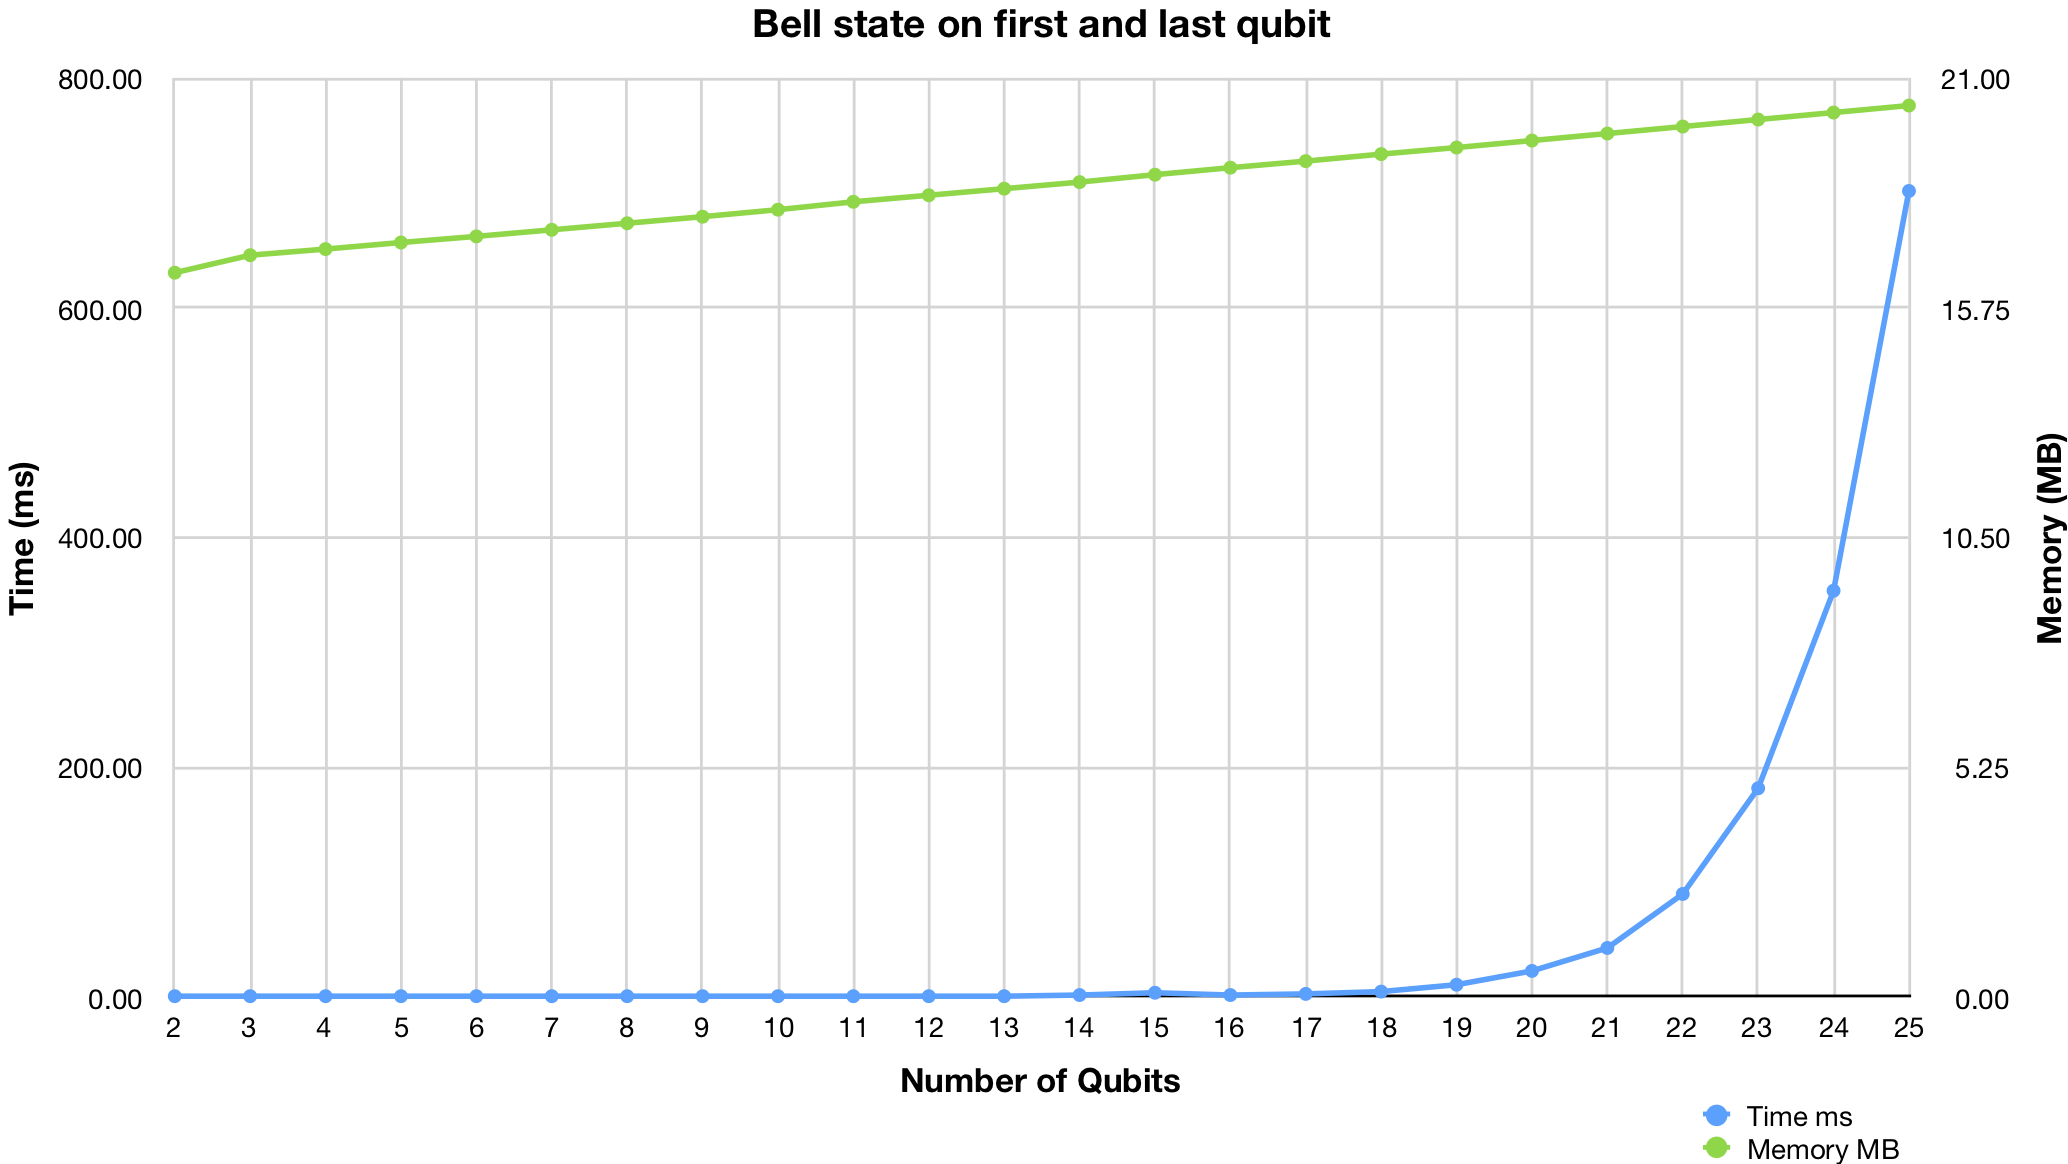 Bell state on first and last qubit
800.00
600.00
400.00
200.00
0.00
Time (ms)
21.00
15.75
10.50
5.25
0.00
Memory (MB)
2 3 4 5 6 7 8 9 10 11 12 13 14 15 16 17 18 19 20 21 22 23 24 25
Number of Qubits
Time ms
Memory MB